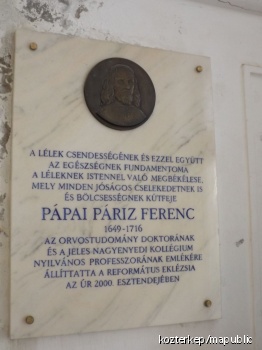 A LÉLEK CSENDESSÉGÉNEK ÉS EZZEL EGYÜTT
AZ EGÉSZSÉGNEK FUNDAMENTOMA
A LÉLEKNEK ISTENNEL VALÓ MEGBÉKÉLÉSE,
MELY MINDEN JÓSÁGOS CSELEKEDETNEK IS
ÉS BÖLCSESSÉGNEK KÚTFEJE
PÁPAI PÁRIZ FERENC
1649-1716
AZ ORVOSTUDOMÁNY DOKTORÁNAK
ÉS A JELES NAGYENYEDI KOLLÉGIUM
NYILVÁNOS PROFESSZORÁNAK EMLÉKÉRE
ÁLLÍTTATTA A REFORMÁTUS EKLÉZSIA
AZ ÚR 2000. ESZTENDEJÉBEN
kozterkep/mapublic